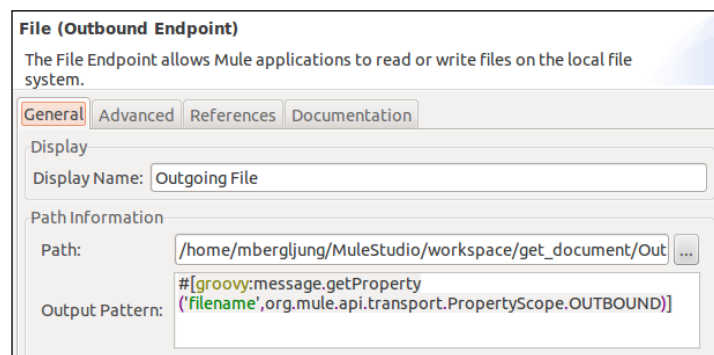 File (Outbound Endpoint)
The File Endpoint allows Mule applications to read or write files on the local file
system.
General Advanced References Documentation
Display
Display Name: Outgoing File
Path Information
Path: /home/mbergljung/MuleStudio/workspace/get_document/Out ...
#[groovy:message.getProperty
Output Pattern: ('filename',org.mule.api.transport.PropertyScope.OUTBOUND)]